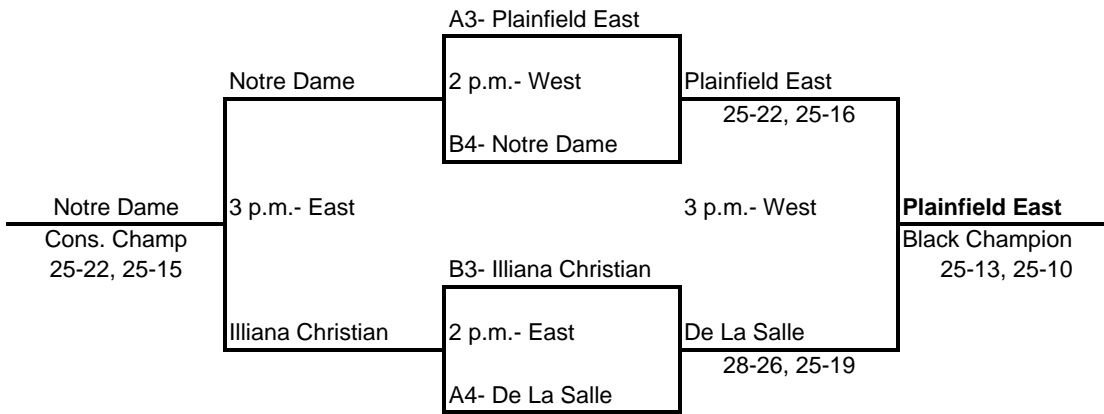 A3- Plainfield East
Notre Dame
2 p.m.- West
Plainfield East
25-22, 25-16
B4- Notre Dame
Notre Dame
3 p.m.- East
3 p.m.- West
Plainfield East
Cons. Champ
Black Champion
25-22, 25-15
25-13, 25-10
B3- Illiana Christian
Illiana Christian
2 p.m.- East
De La Salle
28-26, 25-19
A4- De La Salle